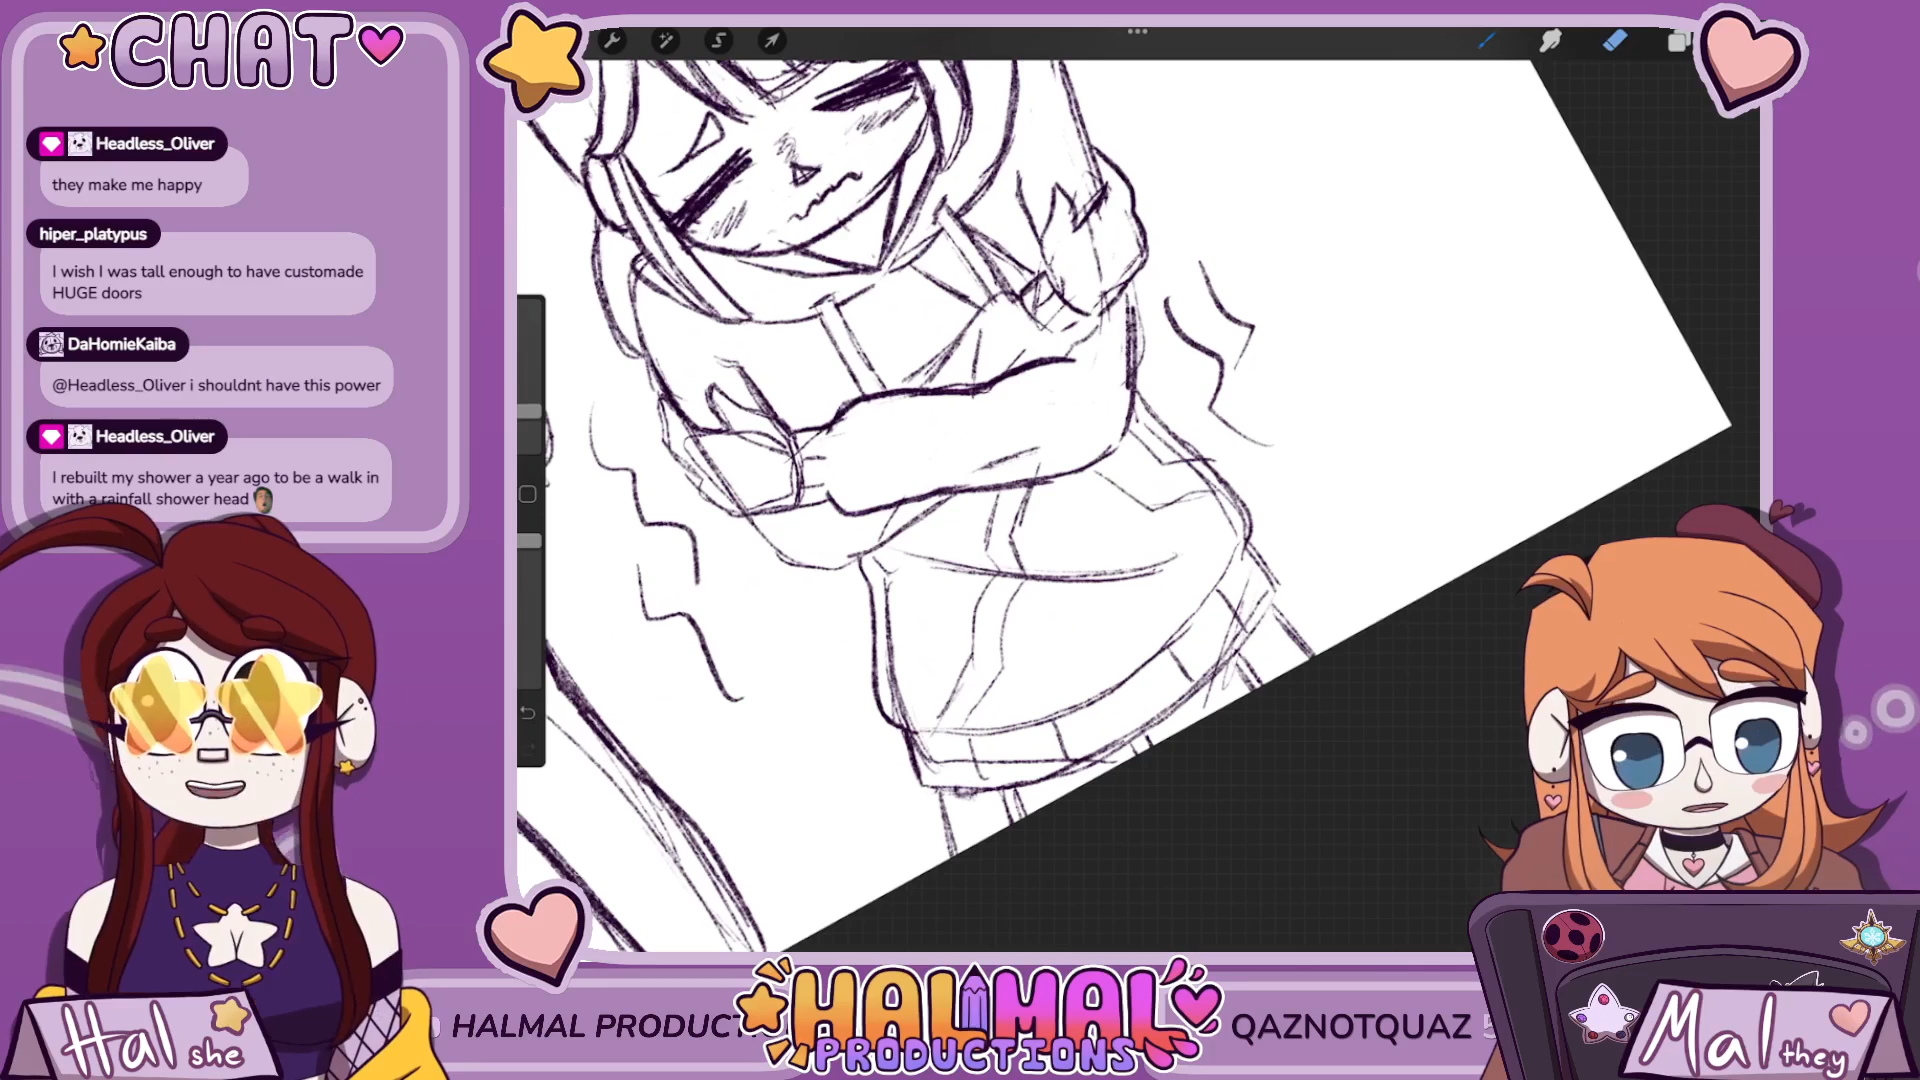 CHAT
Headless_Oliver
they make me happy
hiper_platypus
I wish I was tall enough to have customade
HUGE doors
DaHomieKaiba
@Headless_Oliver i shouldnt have this power
Headless_Oliver
I rebuilt my shower a year ago to be a walk in
with a rainfall shower head
Hal she
HALMAL PRODUCT
HALMAL
PRODUCTIONS
QAZNOTQUAZ
Mal they